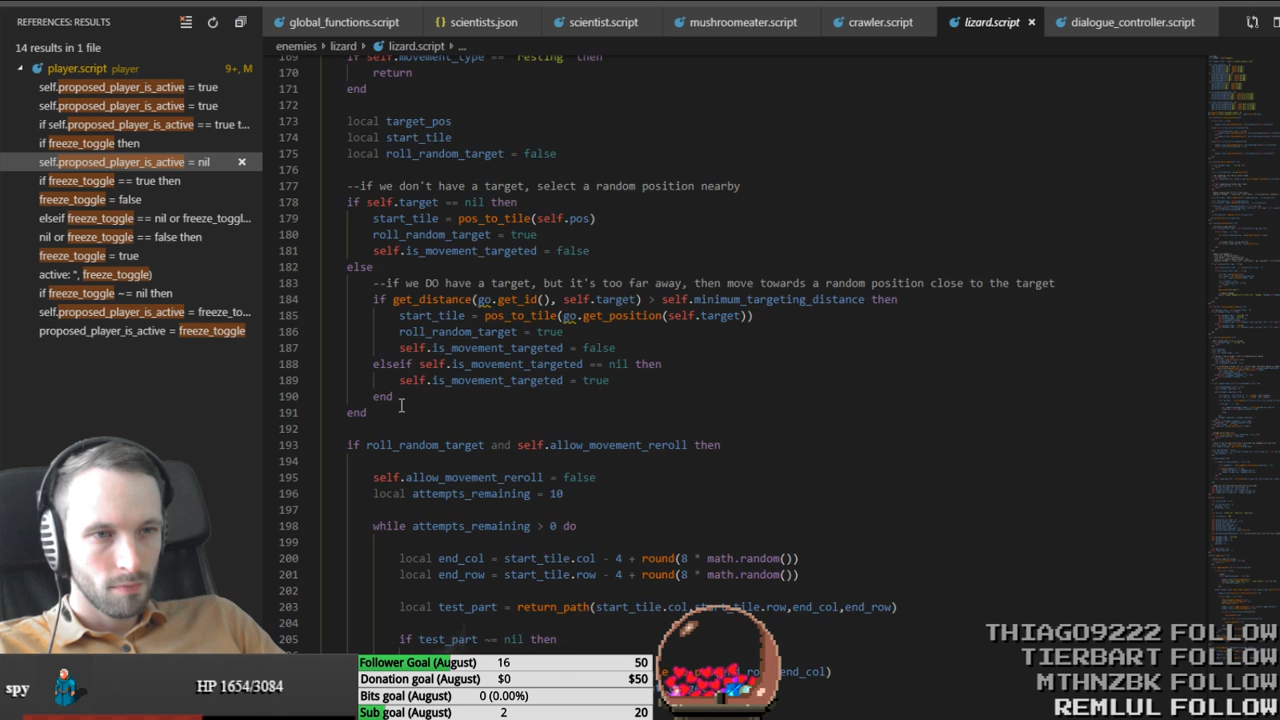 REFERENCES: RESULTS
14 results in 1 file
player.script player 9+, M
self.proposed_player_is_active = true
self.proposed_player_is_active = true
if self.proposed_player_is_active == true t...
if freeze_toggle then
self.proposed_player_is_active = nil
if freeze_toggle == true then
freeze_toggle = false
elseif freeze_toggle == nil or freeze_toggl...
nil or freeze_toggle == false then
freeze_toggle = true
active: ", freeze_toggle)
if freeze_toggle ~= nil then
self.proposed_player_is_active = freeze_to...
proposed_player_is_active = freeze_toggle
global_functions.script {} scientists.json scientist.script mushroomeater.script crawler.script lizard.script × dialogue_controller.script
enemies > lizard > lizard.script > ...
169 if self.movement_type == "resting" then
170 return
171 end
172
173 local target_pos
174 local start_tile
175 local roll_random_target = false
176
177 --if we don't have a target, select a random position nearby
178 if self.target == nil then
179 start_tile = pos_to_tile(self.pos)
180 roll_random_target = true
181 self.is_movement_targeted = false
182 else
183 --if we DO have a target but it's too far away, then move towards a random position close to the target
184 if get_distance(go.get_id(), self.target) > self.minimum_targeting_distance then
185 start_tile = pos_to_tile(go.get_position(self.target))
186 roll_random_target = true
187 self.is_movement_targeted = false
188 elseif self.is_movement_targeted == nil then
189 self.is_movement_targeted = true
190 end
191 end
192
193 if roll_random_target and self.allow_movement_reroll then
194
195 self.allow_movement_reroll = false
196 local attempts_remaining = 10
197
198 while attempts_remaining > 0 do
199
200 local end_col = start_tile.col - 4 + round(8 * math.random())
201 local end_row = start_tile.row - 4 + round(8 * math.random())
202
203 local test_part = return_path(start_tile.col,start_tile.row,end_col,end_row)
204
205 if test_part ~= nil then
end_col)
spy HP 1654/3084
Follower Goal (August) 16 50
Donation goal (August) $0 $50
Bits goal (August) 0 (0.00%)
Sub goal (August) 2 20
THIAGO9222 FOLLOW
TIERBART FOLLOW
MTHNZBK FOLLOW
REMLUL FOLLOW